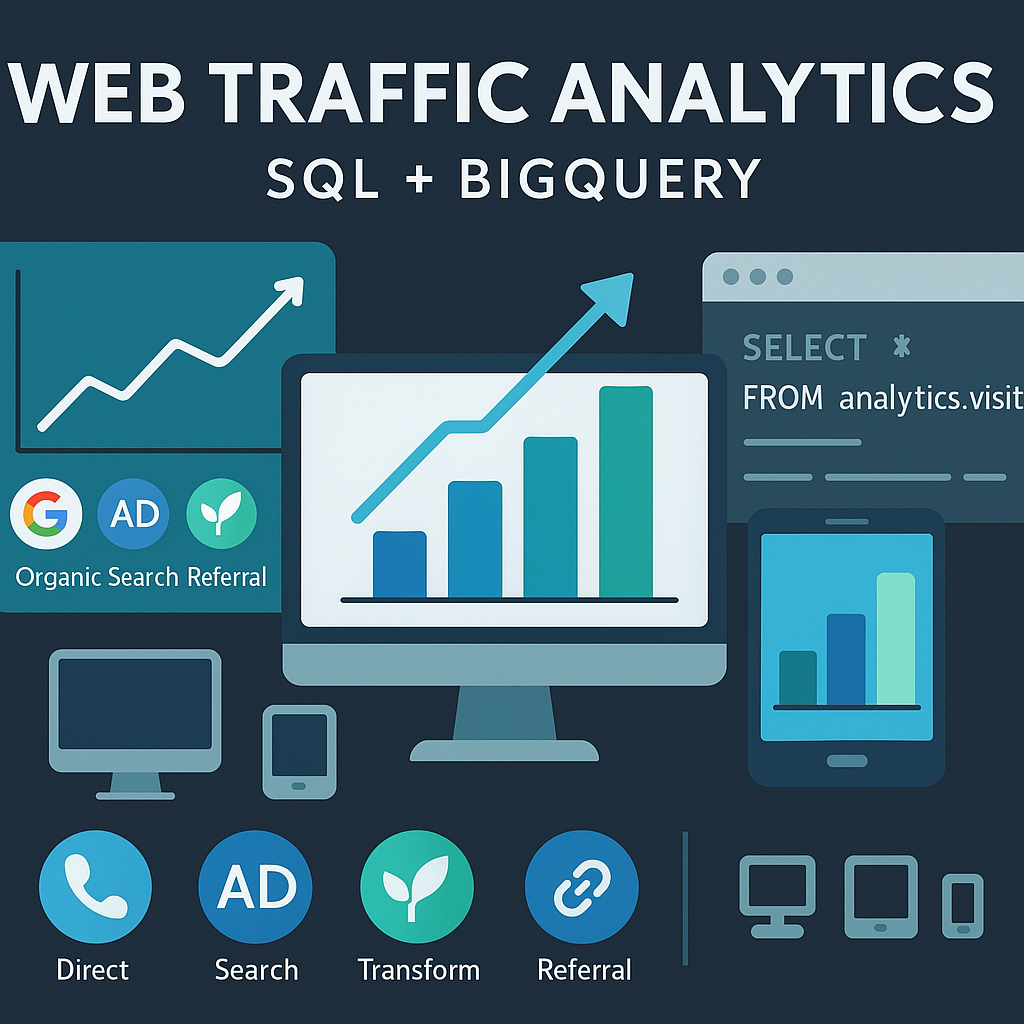 WEB TRAFFIC ANALYTICS
SQL + BIGQUERY
SELECT *
FROM analytics.visit
G AD
Organic Search Referral
AD
Direct Search Transform Referral